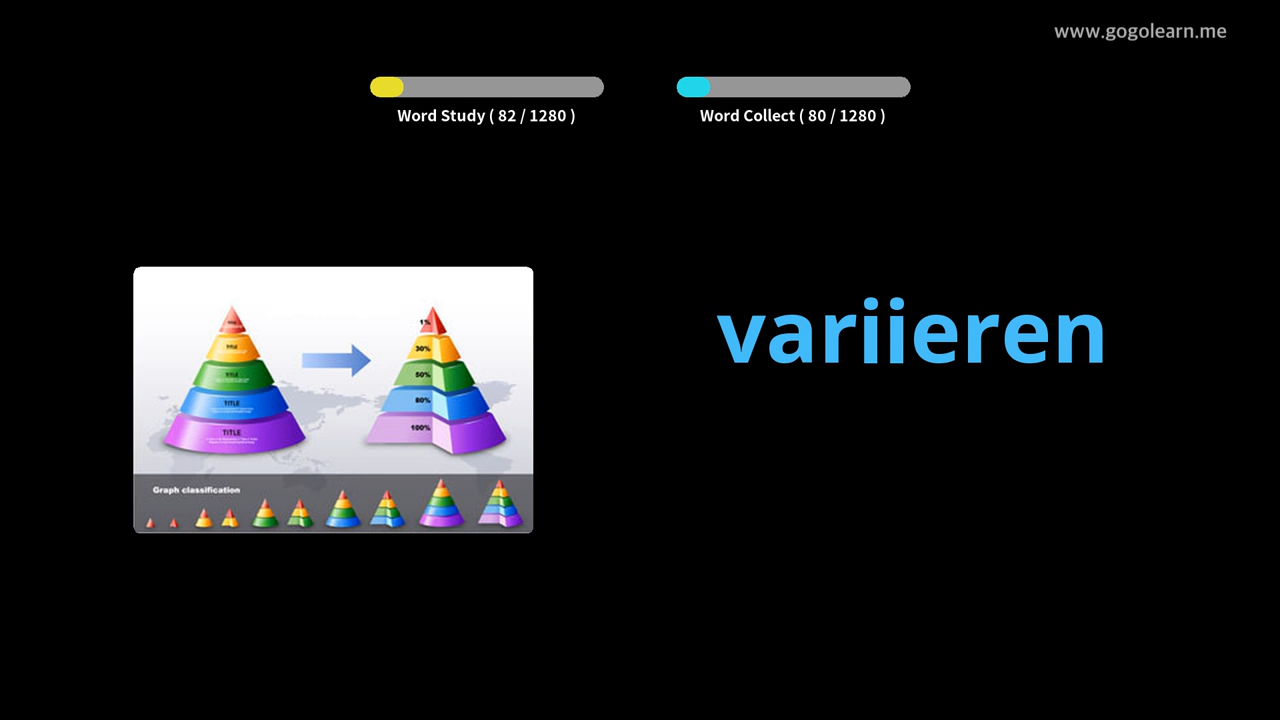 www.gogolearn.me
Word Study ( 82 / 1280 )
Word Collect ( 80 / 1280 )
variieren
1%
TITLE
30%
TITLE
50%
TITLE
80%
TITLE
100%
Graph classification